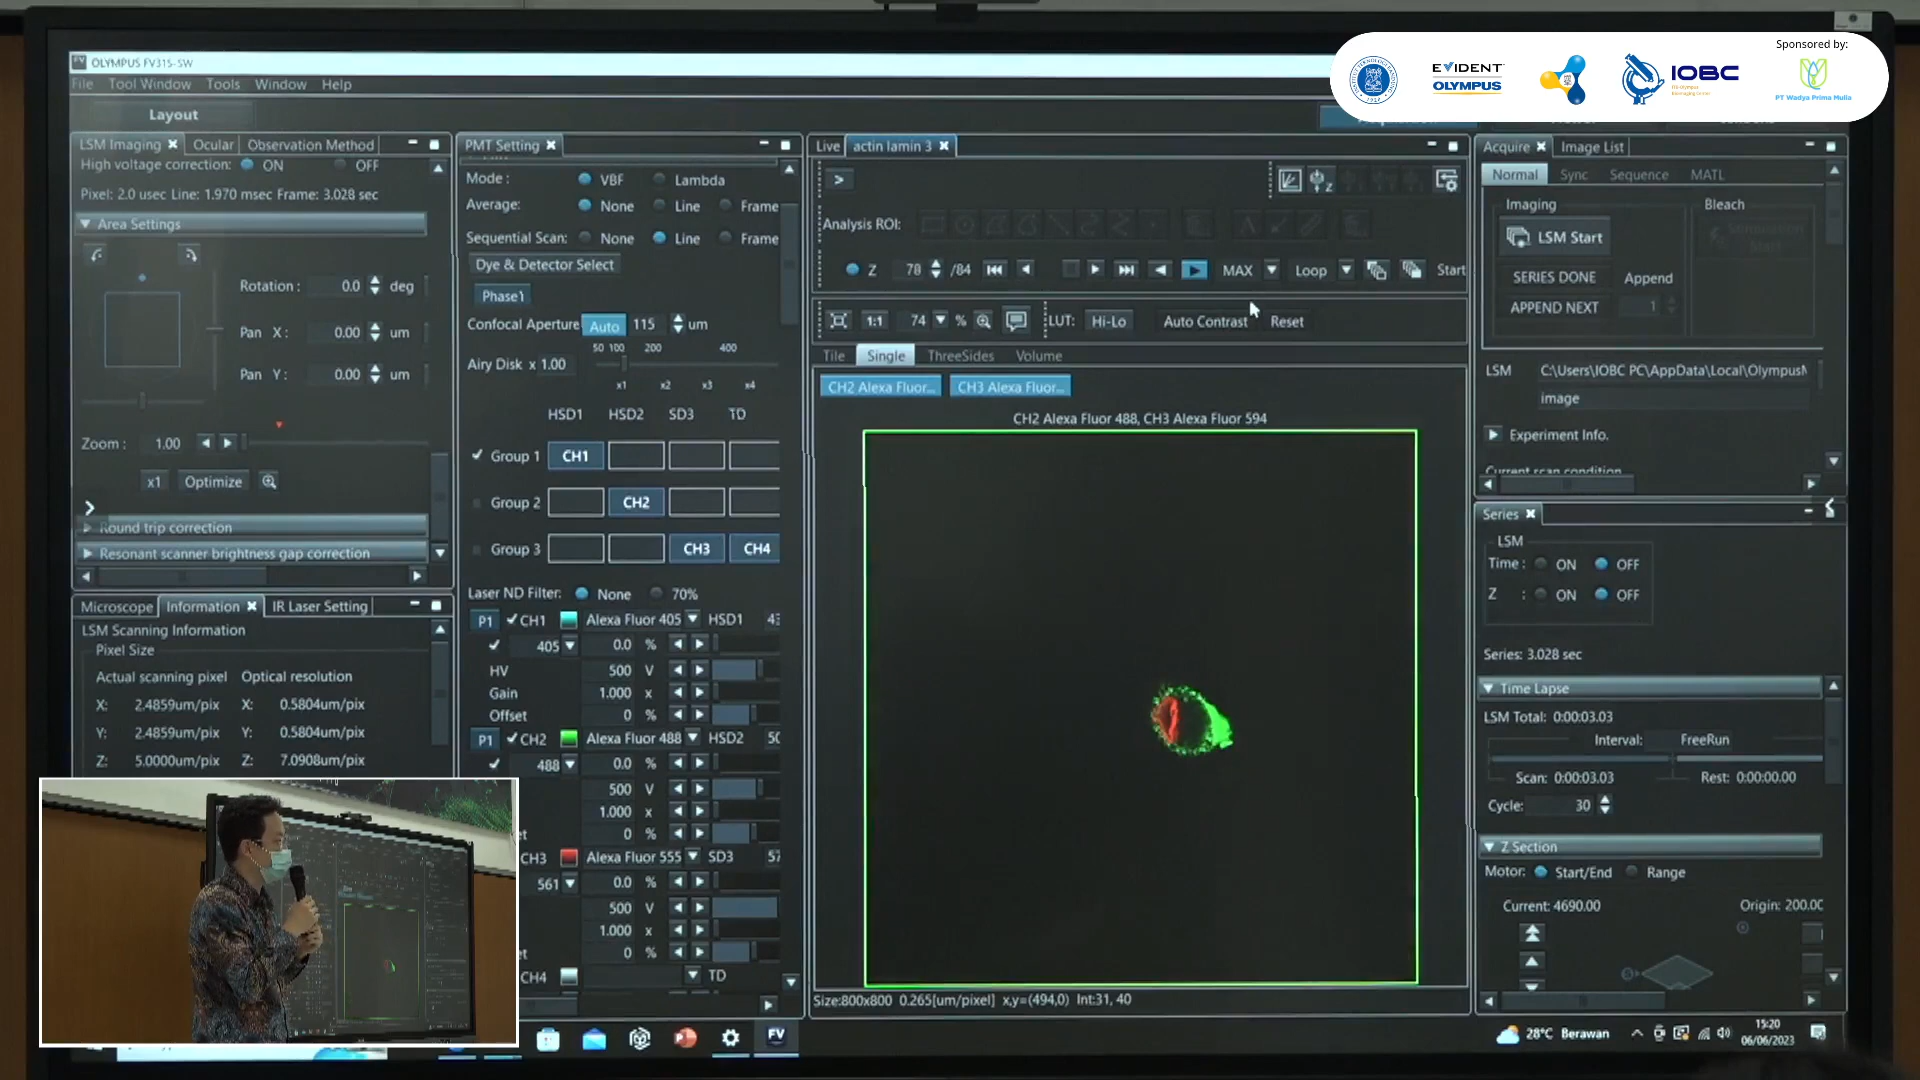 Sponsored by:
EVIDENT
OLYMPUS
IOBC
PT Wadya Prima Mulia
OLYMPUS FV31S-SW
File Tool Window Tools Window Help
Layout
LSM Imaging Ocular Observation Method
High voltage correction: ON OFF
Pixel: 2.0 usec Line: 1.970 msec Frame: 3.028 sec
Area Settings
Rotation: 0.0 deg
Pan X: 0.00 um
Pan Y: 0.00 um
Zoom: 1.00
x1 Optimize
Round trip correction
Resonant scanner brightness gap correction
Microscope Information IR Laser Setting
LSM Scanning Information
Pixel Size
Actual scanning pixel Optical resolution
X: 2.4859um/pix X: 0.5804um/pix
Y: 2.4859um/pix Y: 0.5804um/pix
Z: 5.0000um/pix Z: 7.0908um/pix
PMT Setting
Mode: VBF Lambda
Average: None Line Frame
Sequential Scan: None Line Frame
Dye & Detector Select
Phase1
Confocal Aperture Auto 115 um
50 100 200 400
Airy Disk x 1.00
x1 x2 x3 x4
HSD1 HSD2 SD3 TD
Group 1 CH1
Group 2 CH2
Group 3 CH3 CH4
Laser ND Filter: None 70%
P1 CH1 Alexa Fluor 405 HSD1 43
405 0.0 %
HV 500 V
Gain 1.000 x
Offset 0 %
P1 CH2 Alexa Fluor 488 HSD2 50
488 0.0 %
500 V
1.000 x
0 %
CH3 Alexa Fluor 555 SD3 57
561 0.0 %
500 V
1.000 x
0 %
CH4 TD
Live actin lamin 3
>
Analysis ROI:
Z 78 /84 MAX Loop Start
1:1 74 % LUT: Hi-Lo Auto Contrast Reset
Tile Single ThreeSides Volume
CH2 Alexa Fluor... CH3 Alexa Fluor...
CH2 Alexa Fluor 488, CH3 Alexa Fluor 594
Size:800x800 0.265[um/pixel] x,y=(494,0) Int:31, 40
Acquire Image List
Normal Sync Sequence MATL
Imaging Bleach
LSM Start
SERIES DONE Append
APPEND NEXT 1
LSM C:\Users\IOBC PC\AppData\Local\Olympus
image
Experiment Info.
Current scan condition
Series
LSM
Time: ON OFF
Z : ON OFF
Series: 3.028 sec
Time Lapse
LSM Total: 0:00:03.03
Interval: FreeRun
Scan: 0:00:03.03 Rest: 0:00:00.00
Cycle: 30
Z Section
Motor: Start/End Range
Current: 4690.00 Origin: 200.00
FV
28°C Berawan
15:20
06/06/2023